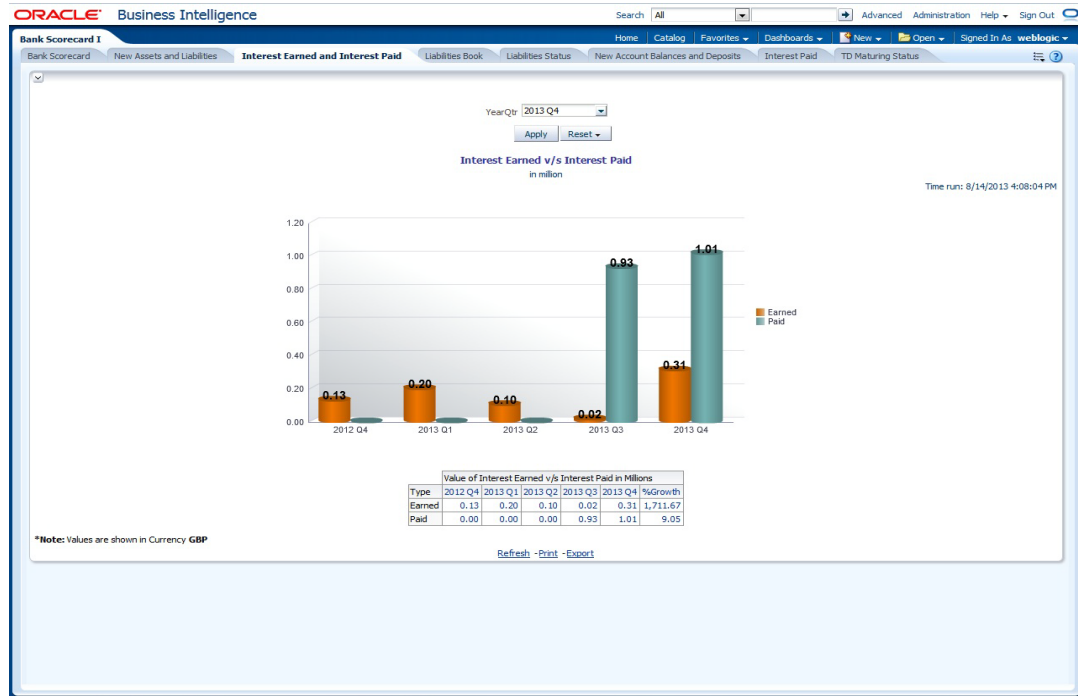 ORACLE Business Intelligence
Search All Advanced Administration Help Sign Out
Bank Scorecard I
Home Catalog Favorites Dashboards New Open Signed In As weblogic
Bank Scorecard New Assets and Liabilities Interest Earned and Interest Paid Liabilities Book Liabilities Status New Account Balances and Deposits Interest Paid TD Maturing Status
YearQtr 2013 Q4
Apply Reset
Interest Earned v/s Interest Paid
in million
Time run: 8/14/2013 4:08:04 PM
1.20
1.00
0.80
0.60
0.40
0.20
0.00
0.13
0.20
0.10
0.02
0.93
0.31
1.01
2012 Q4 2013 Q1 2013 Q2 2013 Q3 2013 Q4
Earned
Paid
Value of Interest Earned v/s Interest Paid in Millions
Type 2012 Q4 2013 Q1 2013 Q2 2013 Q3 2013 Q4 %Growth
Earned 0.13 0.20 0.10 0.02 0.31 1,711.67
Paid 0.00 0.00 0.00 0.93 1.01 9.05
*Note: Values are shown in Currency GBP
Refresh - Print - Export